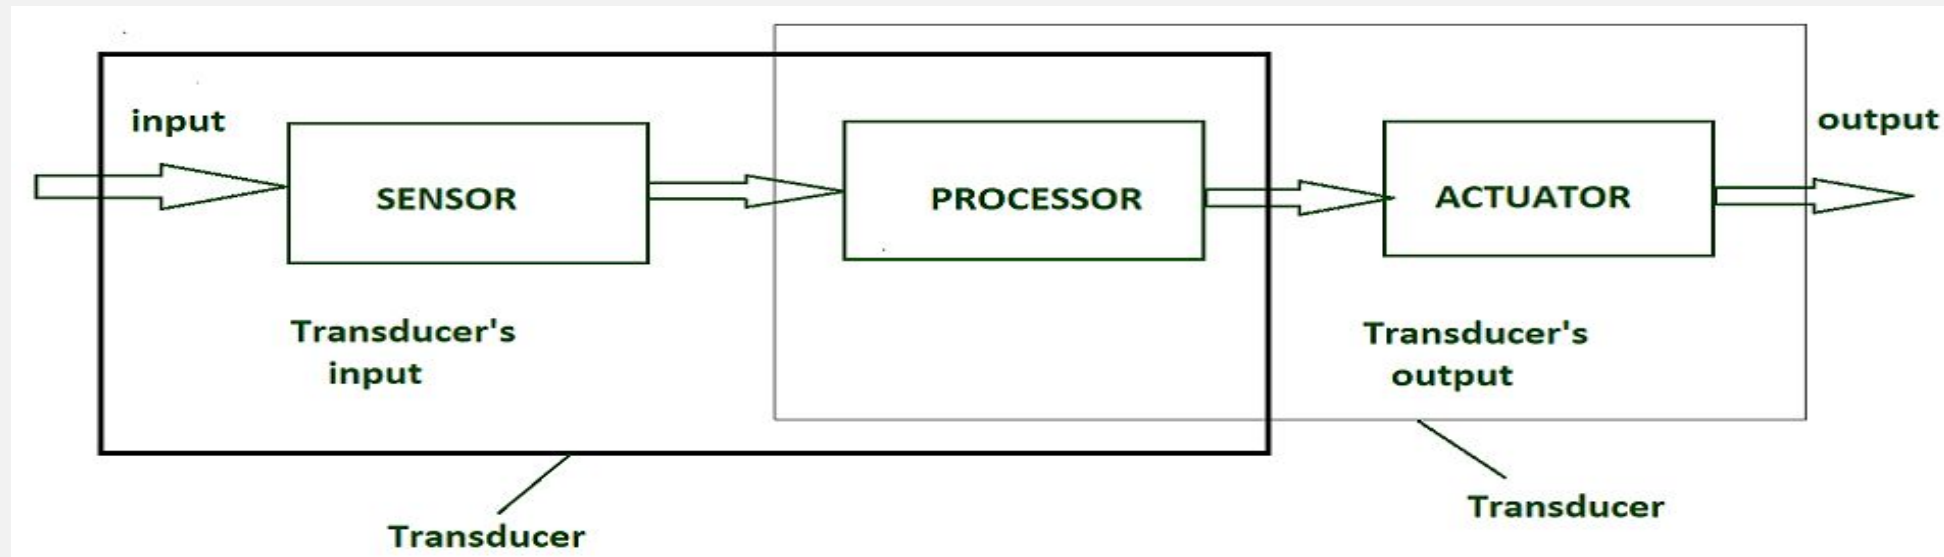 input
output
SENSOR
PROCESSOR
ACTUATOR
Transducer's
input
Transducer's
output
Transducer
Transducer